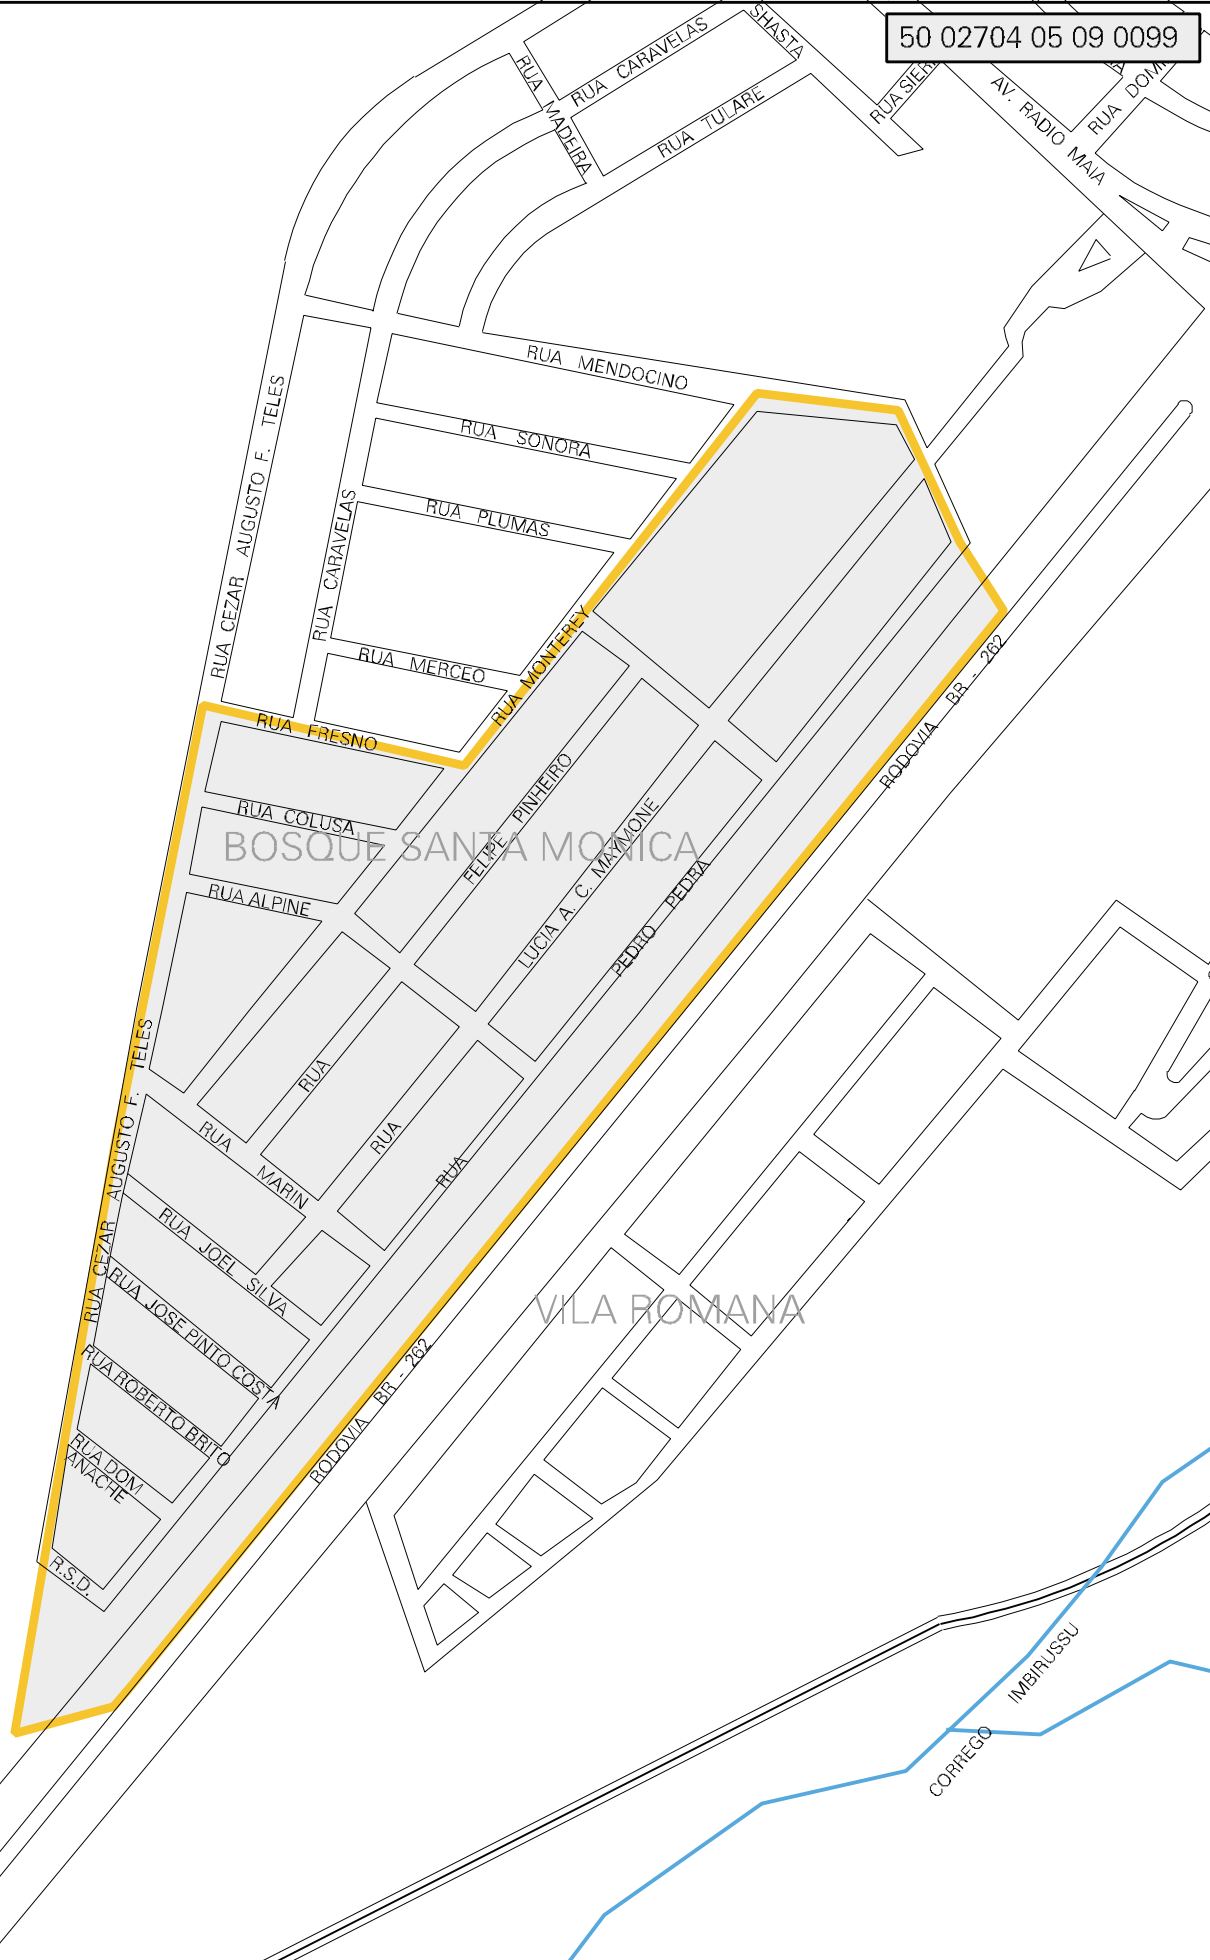 50 02704 05 09 0099
SHASTA
RUA CARAVELAS
RUA MADEIRA
RUA TULARE
AV. RADIO MAIA
RUA MENDOCINO
RUA SONORA
RUA PLUMAS
RUA CEZAR AUGUSTO F. TELES
RUA CARAVELAS
RUA MERCEO
RUA MONTEREY
RUA FRESNO
RODOVIA BR - 262
RUA COLUSA
BOSQUE SANTA MONICA
RUA ALPINE
RUA FELIPE PINHEIRO
RUA LUCIA A. C. MAYMONE
RUA PEDRO PEDRA
RUA CEZAR AUGUSTO F. TELES
RUA MARIN
RUA JOEL SILVA
RUA JOSE PINTO COSTA
RUA ROBERTO BRITO
RUA DOM
ANACHE
R.S.D.
RODOVIA BR - 262
VILA ROMANA
CORREGO IMBIRUSSU